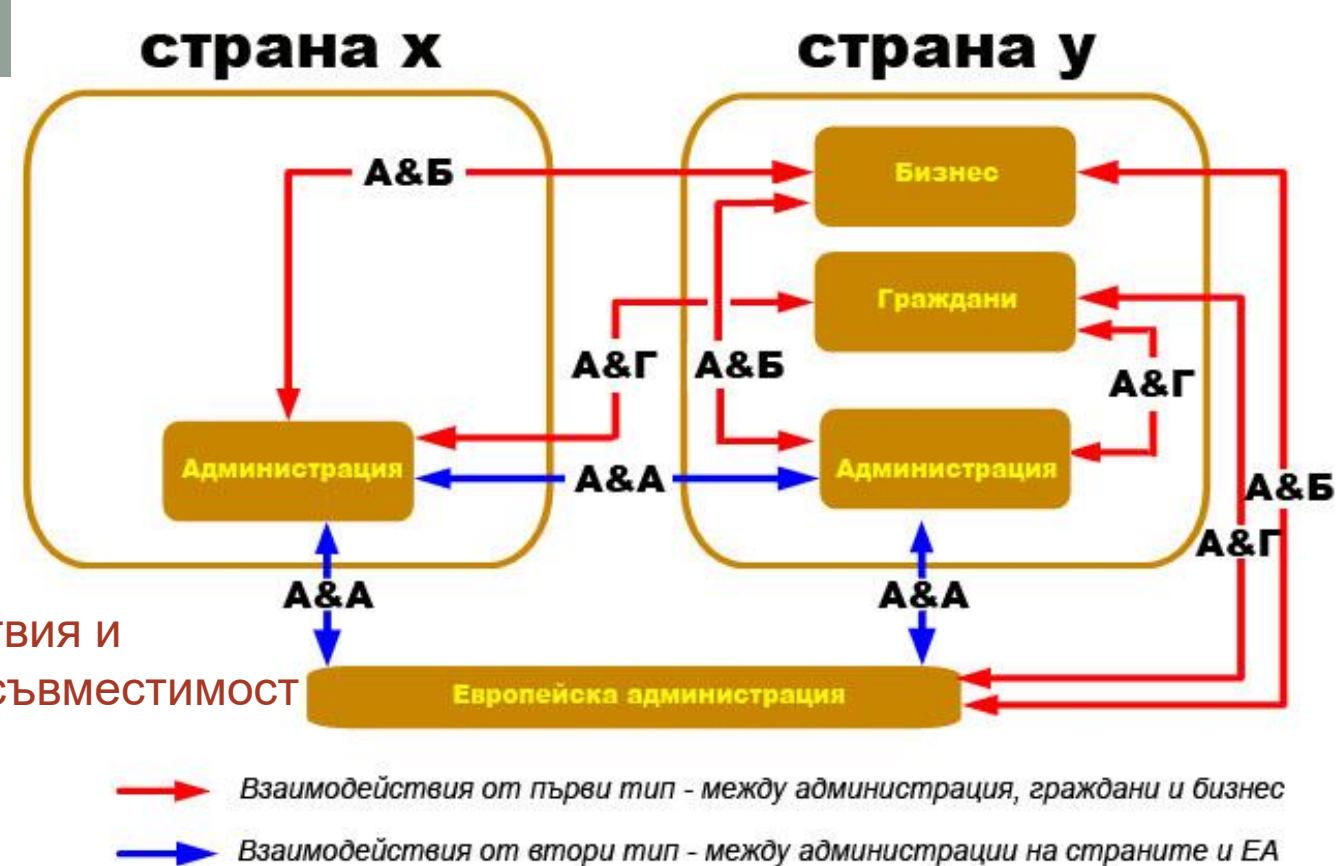 страна x
страна y
А&Б
Бизнес
Граждани
А&Г
А&Б
А&Г
Администрация
А&А
Администрация
А&Б
А&Г
А&А
А&А
твия и
съвместимост
Европейска администрация
Взаимодействия от първи тип - между администрация, граждани и бизнес
Взаимодействия от втори тип - между администрации на страните и ЕА